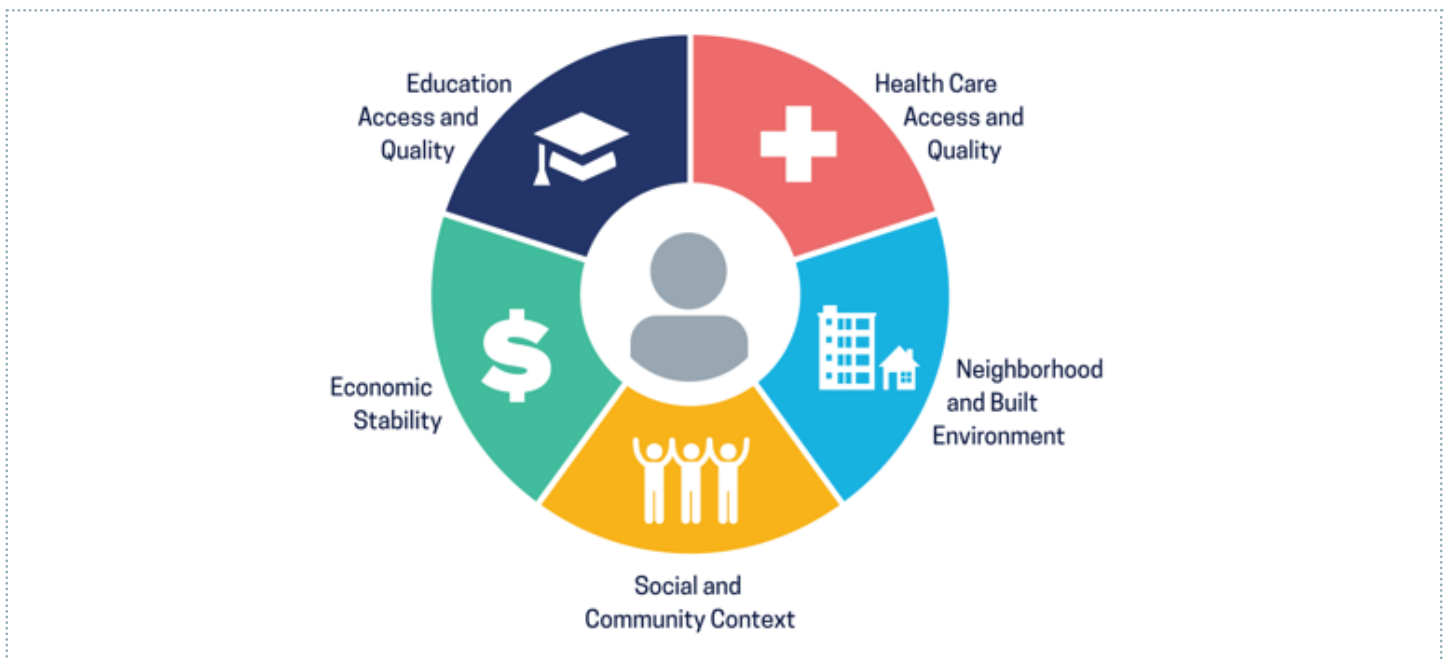 Education
Access and
Quality
Health Care
Access and
Quality
Economic
Stability
Neighborhood
and Built
Environment
Social and
Community Context